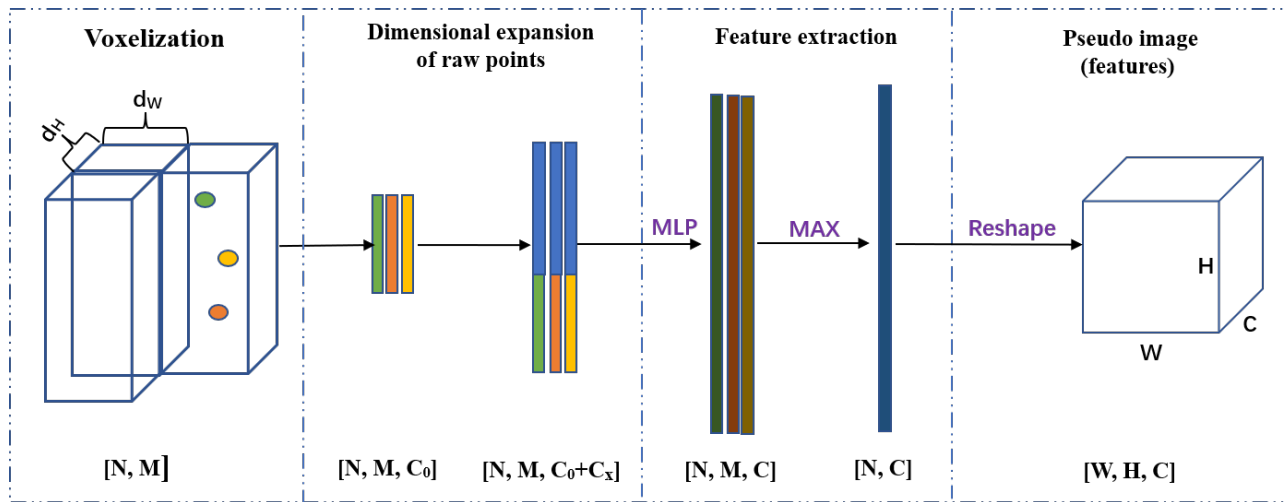 Voxelization
Dimensional expansion
of raw points
Feature extraction
Pseudo image
(features)
dW
dH
MLP
MAX
Reshape
H
C
W
[N, M]
[N, M, C₀]
[N, M, C₀+Cₓ]
[N, M, C]
[N, C]
[W, H, C]